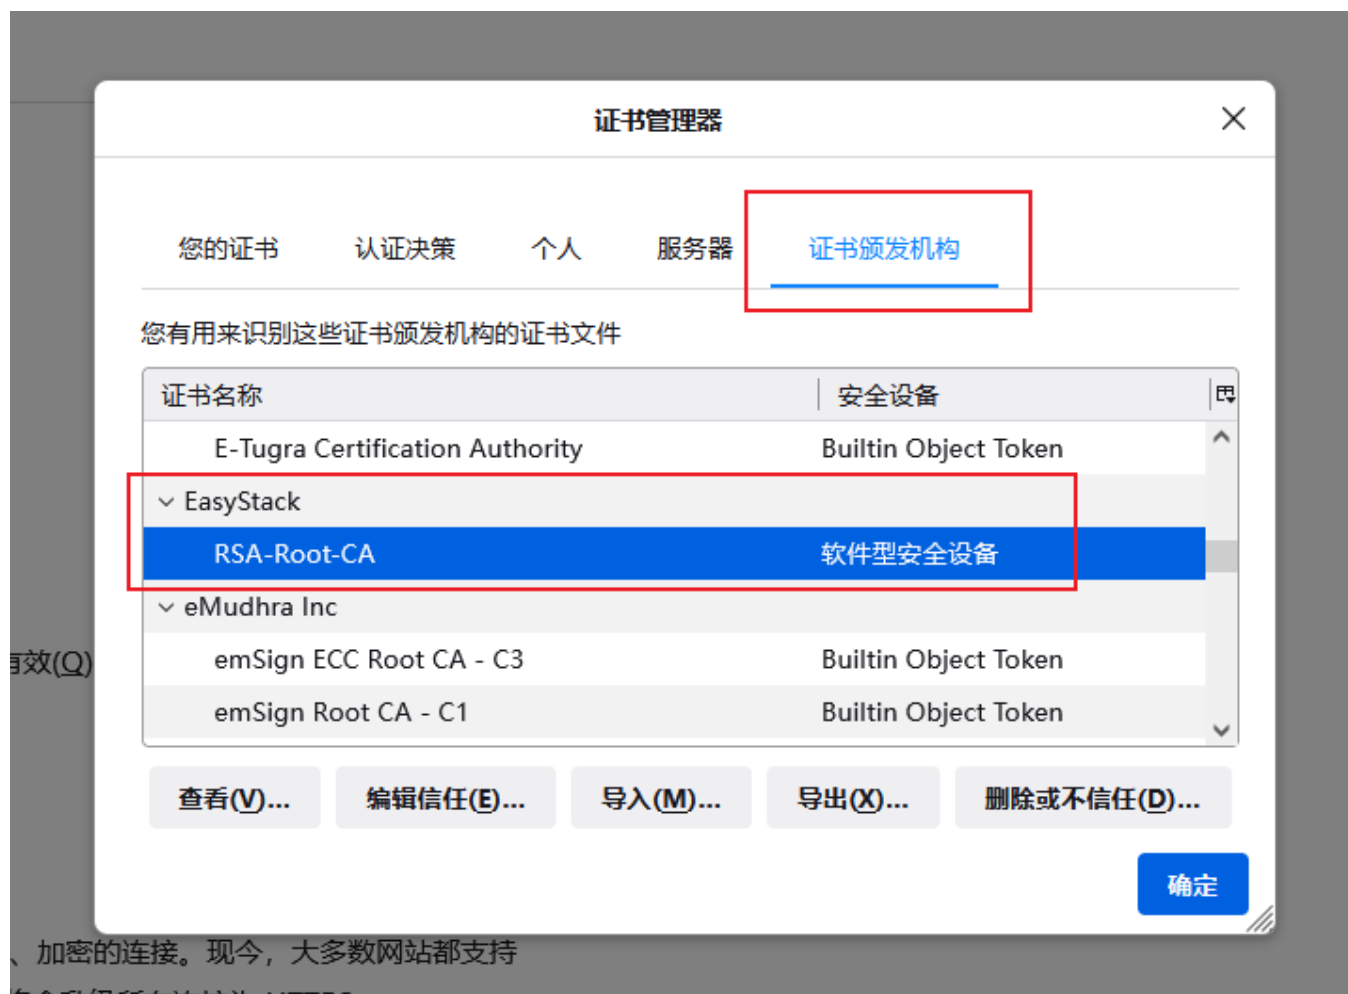 证书管理器
您的证书 认证决策 个人 服务器 证书颁发机构
您有用来识别这些证书颁发机构的证书文件
证书名称 安全设备
E-Tugra Certification Authority Builtin Object Token
EasyStack
RSA-Root-CA 软件型安全设备
eMudhra Inc
emSign ECC Root CA - C3 Builtin Object Token
有效(Q)
emSign Root CA - C1 Builtin Object Token
查看(V)... 编辑信任(E)... 导入(M)... 导出(X)... 删除或不信任(D)...
确定
、加密的连接。现今，大多数网站都支持